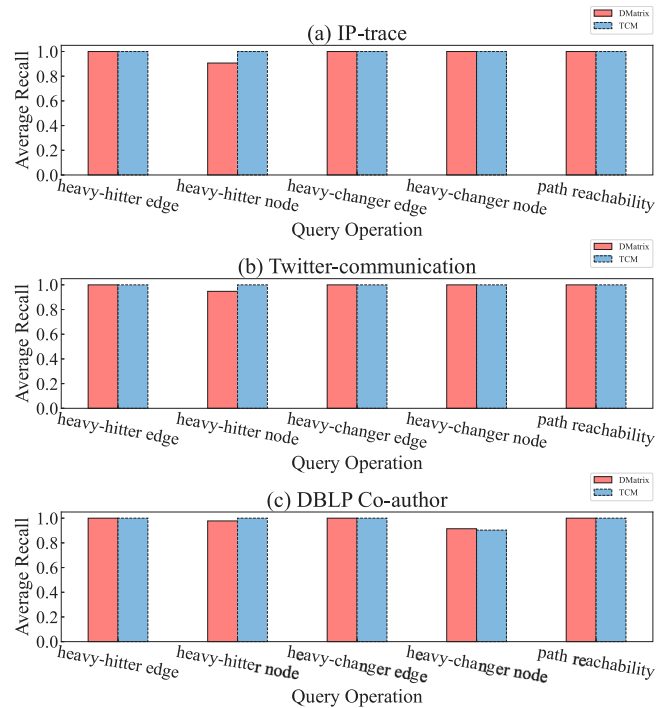 DMatrix
TCM
(a) IP-trace
Average Recall
1.0
0.8
0.6
0.4
0.2
0.0
heavy-hitter edge
heavy-hitter node
heavy-changer edge
heavy-changer node
path reachability
Query Operation
DMatrix
TCM
(b) Twitter-communication
Average Recall
1.0
0.8
0.6
0.4
0.2
0.0
heavy-hitter edge
heavy-hitter node
heavy-changer edge
heavy-changer node
path reachability
Query Operation
DMatrix
TCM
(c) DBLP Co-author
Average Recall
1.0
0.8
0.6
0.4
0.2
0.0
heavy-hitter edge
heavy-hitter node
heavy-changer edge
heavy-changer node
path reachability
Query Operation